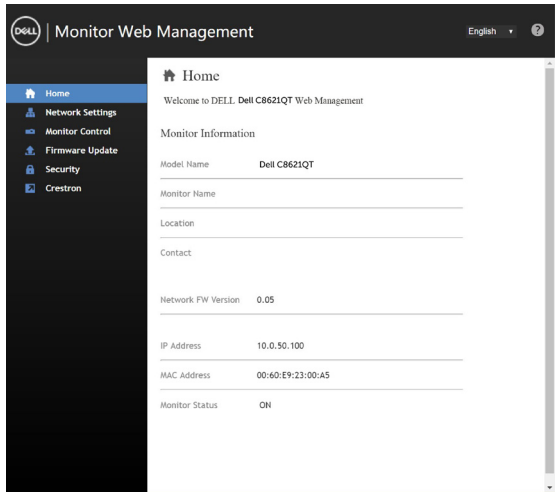 DELL | Monitor Web Management
English
?
Home
Network Settings
Monitor Control
Firmware Update
Security
Crestron
Home
Welcome to DELL Dell C8621QT Web Management
Monitor Information
Model Name Dell C8621QT
Monitor Name
Location
Contact
Network FW Version 0.05
IP Address 10.0.50.100
MAC Address 00:60:E9:23:00:A5
Monitor Status ON